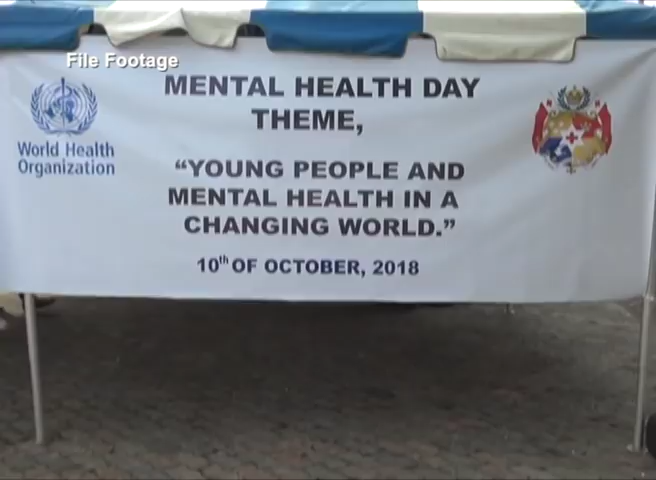 File Footage
MENTAL HEALTH DAY
THEME,
World Health
Organization
“YOUNG PEOPLE AND
MENTAL HEALTH IN A
CHANGING WORLD.”
10th OF OCTOBER, 2018